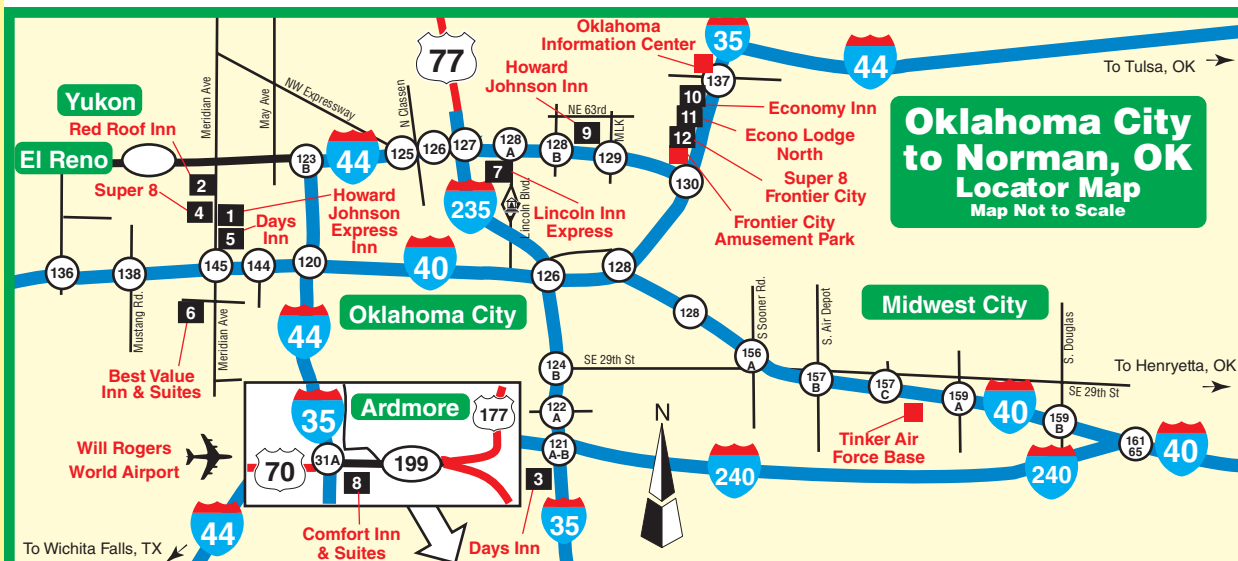 Oklahoma City
to Norman, OK
Locator Map
Map Not to Scale
Oklahoma
Information Center
35
44
To Tulsa, OK
77
137
Howard
Johnson Inn
10
Economy Inn
11
Econo Lodge
North
12
Super 8
Frontier City
Frontier City
Amusement Park
Yukon
Meridian Ave
May Ave
NW Expressway
N Classen
NE 63rd
9
MLK
Red Roof Inn
El Reno
123
B
44
125
126
127
128
A
128
B
129
130
2
Super 8
4
1
Howard
Johnson
Express
Inn
5
Days
Inn
7
Lincoln Blvd.
Lincoln Inn
Express
235
136
138
145
144
120
40
126
128
Mustang Rd.
6
Meridian Ave
Best Value
Inn & Suites
44
Oklahoma City
128
S Sooner Rd.
S. Air Depot
Midwest City
S. Douglas
To Henryetta, OK
124
B
SE 29th St
156
A
157
B
157
C
159
A
40
SE 29th St
159
B
Tinker Air
Force Base
161
65
40
122
A
121
A-B
240
240
N
3
Days Inn
35
Will Rogers
World Airport
35
Ardmore
177
70
31A
199
8
Comfort Inn
& Suites
44
To Wichita Falls, TX